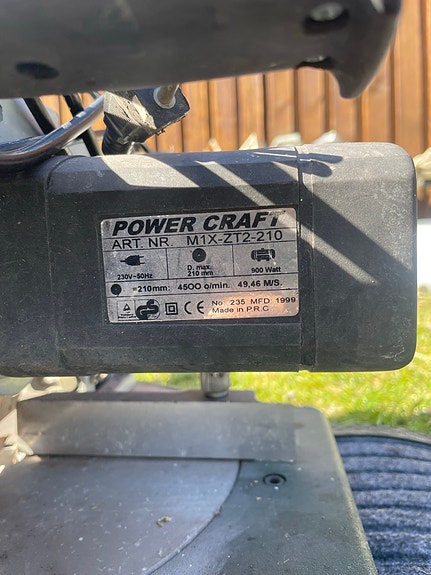 POWER CRAFT
ART. NR. M1X-ZT2-210
230V~50Hz
D. max. 210 mm
900 Watt
=210mm: 4500 o/min. 49,46 M/S.
CE No. 235 MFD 1999
Made in P.R.C